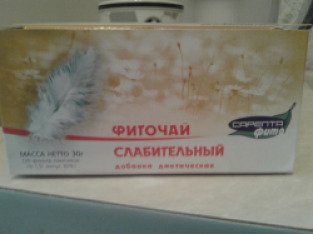 САРЕПТА
фито
ФИТОЧАЙ
МАССА НЕТТО 30г
СЛАБИТЕЛЬНЫЙ
добавка диетическая